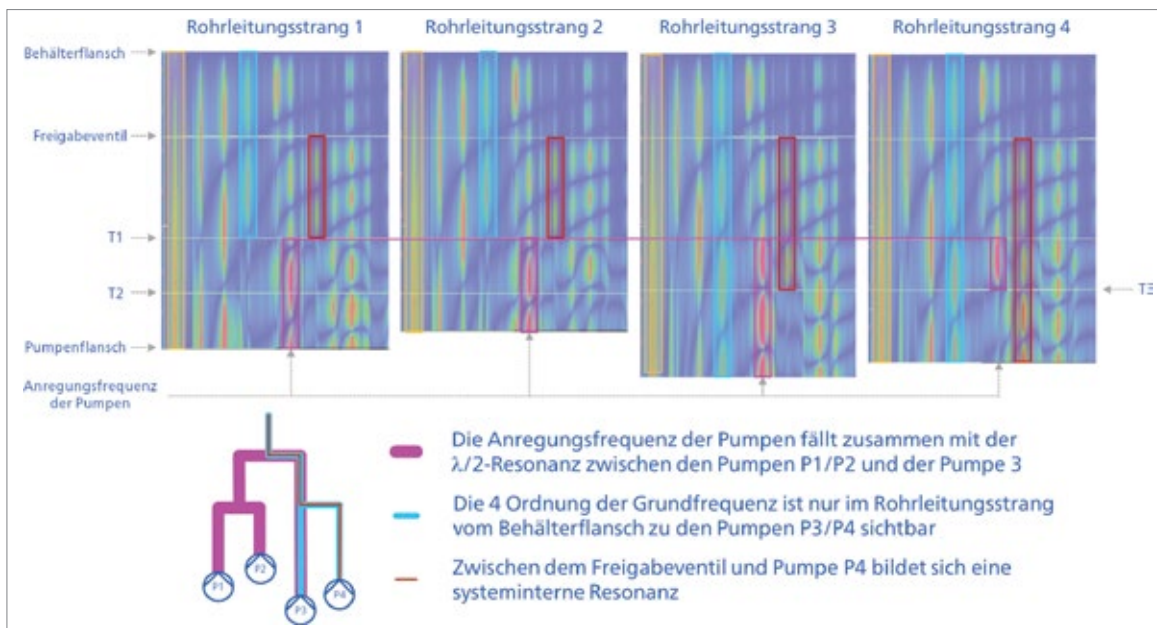 Rohrleitungsstrang 1
Rohrleitungsstrang 2
Rohrleitungsstrang 3
Rohrleitungsstrang 4
Behälterflansch
Freigabeventil
T1
T2
T3
Pumpenflansch
Anregungsfrequenz
der Pumpen
Die Anregungsfrequenz der Pumpen fällt zusammen mit der
λ/2-Resonanz zwischen den Pumpen P1/P2 und der Pumpe 3
Die 4 Ordnung der Grundfrequenz ist nur im Rohrleitungsstrang
vom Behälterflansch zu den Pumpen P3/P4 sichtbar
Zwischen dem Freigabeventil und Pumpe P4 bildet sich eine
systeminterne Resonanz
P1
P2
P3
P4